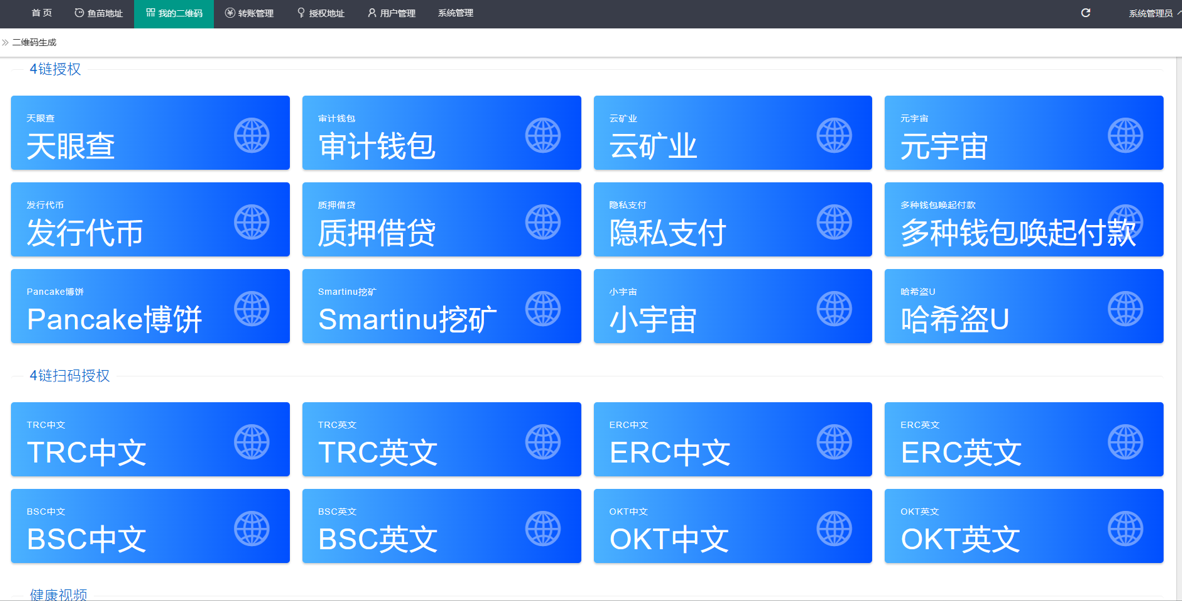 首页 鱼苗地址 我的二维码 转账管理 授权地址 用户管理 系统管理 系统管理员
二维码生成
4链授权
天眼查 审计钱包 云矿业 元宇宙
天眼查 审计钱包 云矿业 元宇宙
发行代币 质押借贷 隐私支付 多种钱包唤起付款
发行代币 质押借贷 隐私支付 多种钱包唤起付款
Pancake博饼 Smartinu挖矿 小宇宙 哈希盗U
Pancake博饼 Smartinu挖矿 小宇宙 哈希盗U
4链扫码授权
TRC中文 TRC英文 ERC中文 ERC英文
TRC中文 TRC英文 ERC中文 ERC英文
BSC中文 BSC英文 OKT中文 OKT英文
BSC中文 BSC英文 OKT中文 OKT英文
健康视频